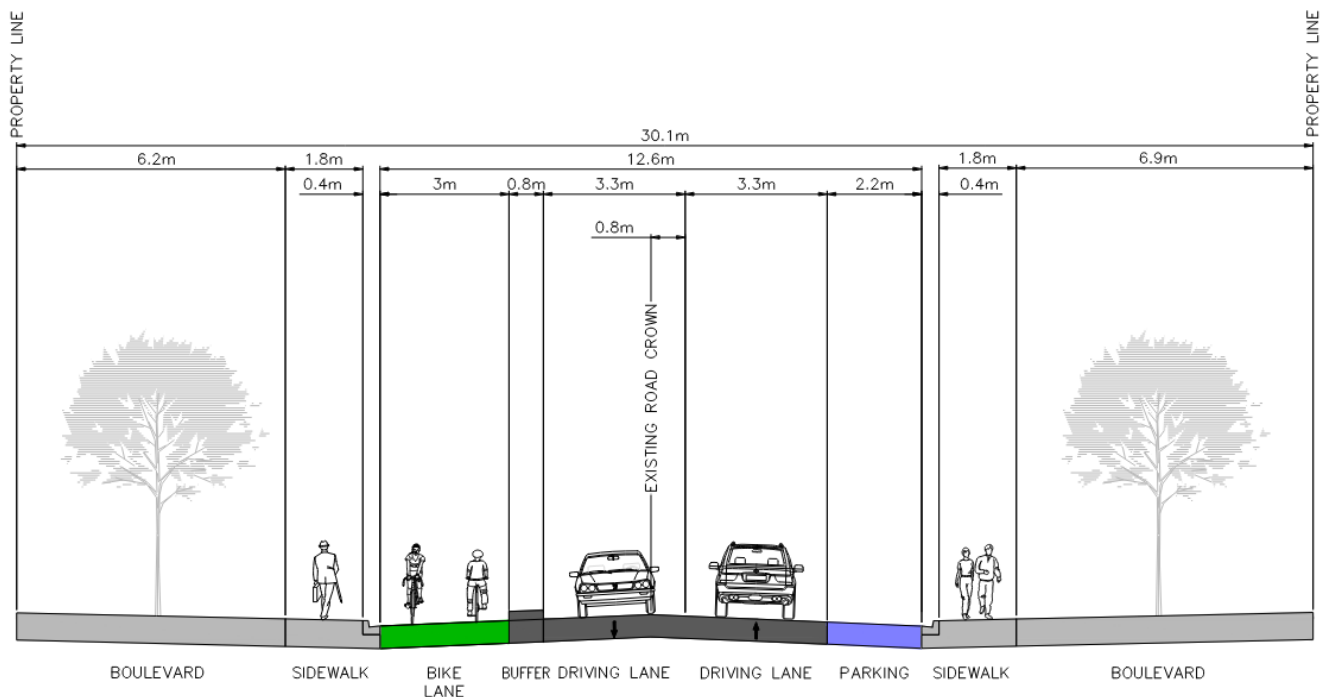 PROPERTY LINE
PROPERTY LINE
30.1m
6.2m
1.8m
12.6m
1.8m
6.9m
0.4m
3m
0.8m
3.3m
3.3m
2.2m
0.4m
0.8m
EXISTING ROAD CROWN
BOULEVARD
SIDEWALK
BIKE
LANE
BUFFER
DRIVING LANE
DRIVING LANE
PARKING
SIDEWALK
BOULEVARD